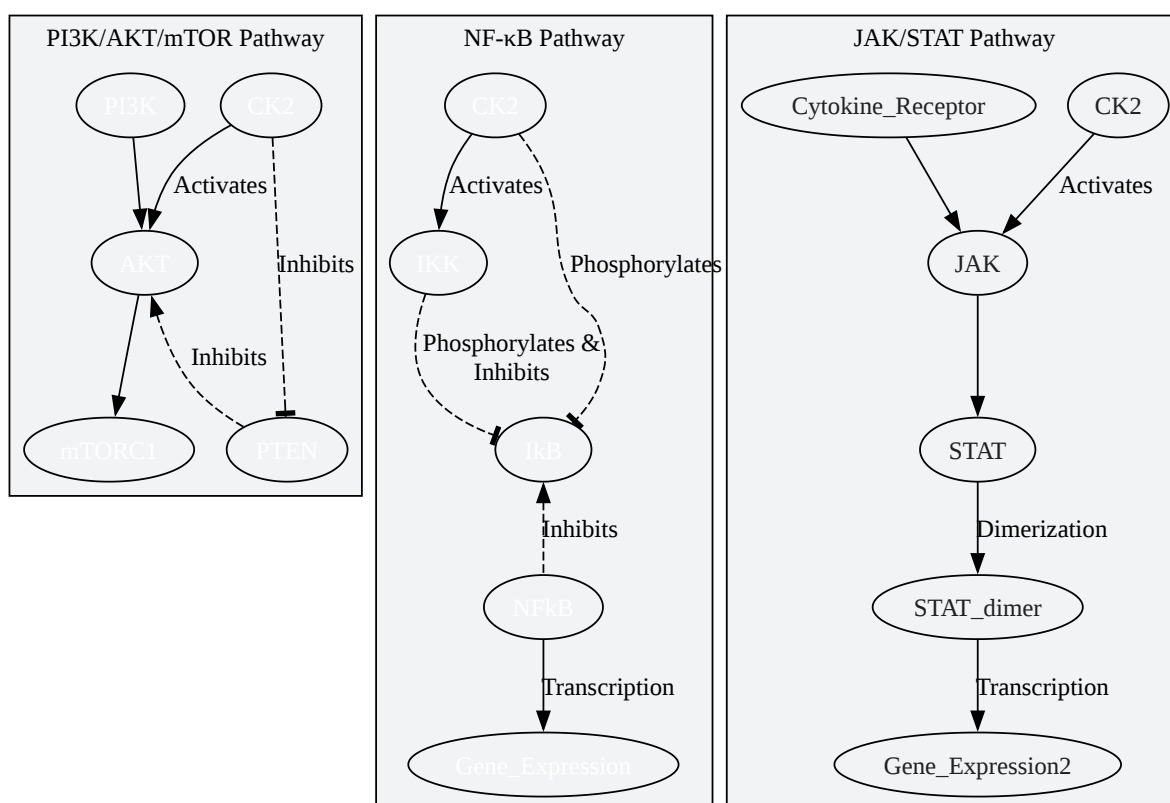 PI3K/AKT/mTOR Pathway
PI3K
CK2
Activates
AKT
Inhibits
Inhibits
mTORC1
PTEN
NF-κB Pathway
CK2
Activates
IKK
Phosphorylates
Phosphorylates &
Inhibits
IkB
Inhibits
NFkB
Transcription
Gene_Expression
JAK/STAT Pathway
Cytokine_Receptor
CK2
Activates
JAK
STAT
Dimerization
STAT_dimer
Transcription
Gene_Expression2